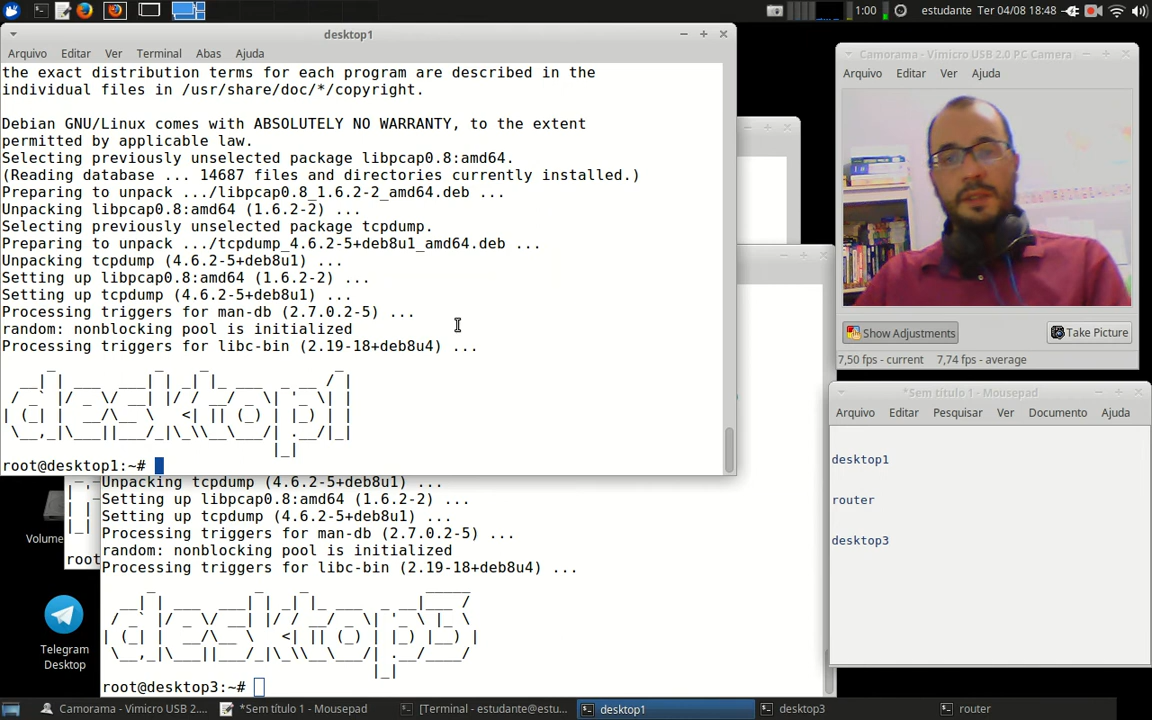 estudante Ter 04/08 18:48
1:00
desktop1
Arquivo Editar Ver Terminal Abas Ajuda
the exact distribution terms for each program are described in the
individual files in /usr/share/doc/*/copyright.
Debian GNU/Linux comes with ABSOLUTELY NO WARRANTY, to the extent
permitted by applicable law.
Selecting previously unselected package libpcap0.8:amd64.
(Reading database ... 14687 files and directories currently installed.)
Preparing to unpack .../libpcap0.8_1.6.2-2_amd64.deb ...
Unpacking libpcap0.8:amd64 (1.6.2-2) ...
Selecting previously unselected package tcpdump.
Preparing to unpack .../tcpdump_4.6.2-5+deb8u1_amd64.deb ...
Unpacking tcpdump (4.6.2-5+deb8u1) ...
Setting up libpcap0.8:amd64 (1.6.2-2) ...
Setting up tcpdump (4.6.2-5+deb8u1) ...
Processing triggers for man-db (2.7.0.2-5) ...
random: nonblocking pool is initialized
Processing triggers for libc-bin (2.19-18+deb8u4) ...
desktop1
root@desktop1:~#
Unpacking tcpdump (4.6.2-5+deb8u1) ...
Setting up libpcap0.8:amd64 (1.6.2-2) ...
Setting up tcpdump (4.6.2-5+deb8u1) ...
Processing triggers for man-db (2.7.0.2-5) ...
random: nonblocking pool is initialized
Processing triggers for libc-bin (2.19-18+deb8u4) ...
desktop3
root@desktop3:~#
root
Volume
Telegram
Desktop
Camorama - Vimicro USB 2.0 PC Camera
Arquivo Editar Ver Ajuda
Show Adjustments
Take Picture
7,50 fps - current 7,74 fps - average
*Sem título 1 - Mousepad
Arquivo Editar Pesquisar Ver Documento Ajuda
desktop1
router
desktop3
Camorama - Vimicro USB 2....
*Sem título 1 - Mousepad
[Terminal - estudante@estu...
desktop1
desktop3
router